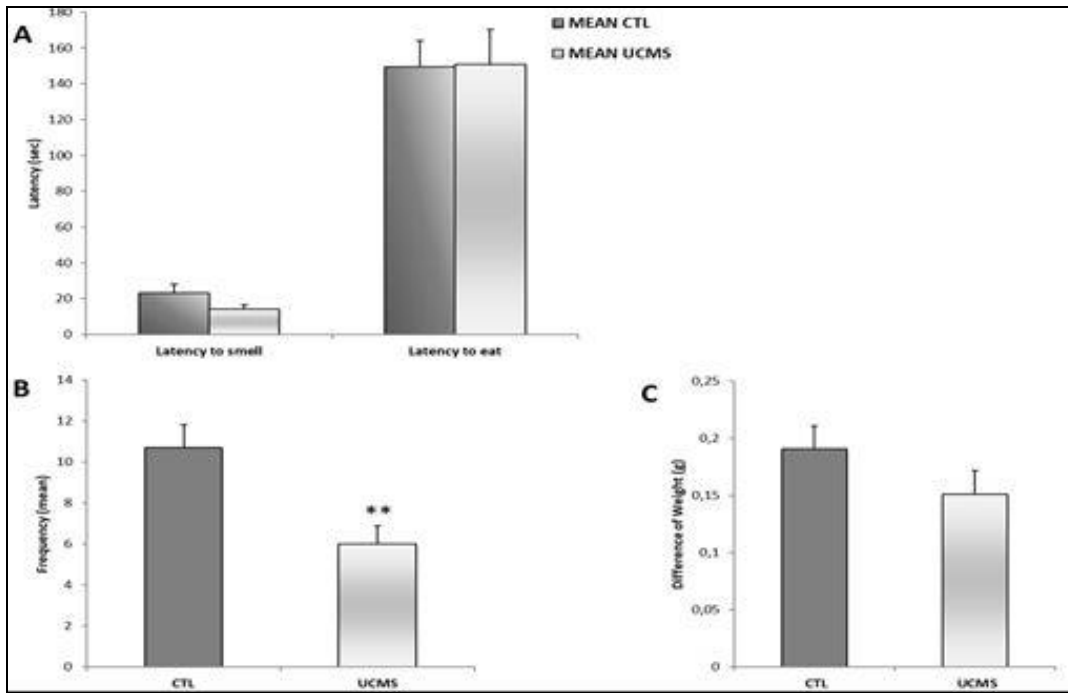 A
180
160
140
120
100
80
60
40
20
0
Latency (sec)
MEAN CTL
MEAN UCMS
Latency to smell
Latency to eat
B
14
12
10
8
6
4
2
0
Frequency (mean)
**
CTL
UCMS
C
0,25
0,2
0,15
0,1
0,05
0
Difference of Weight (g)
CTL
UCMS